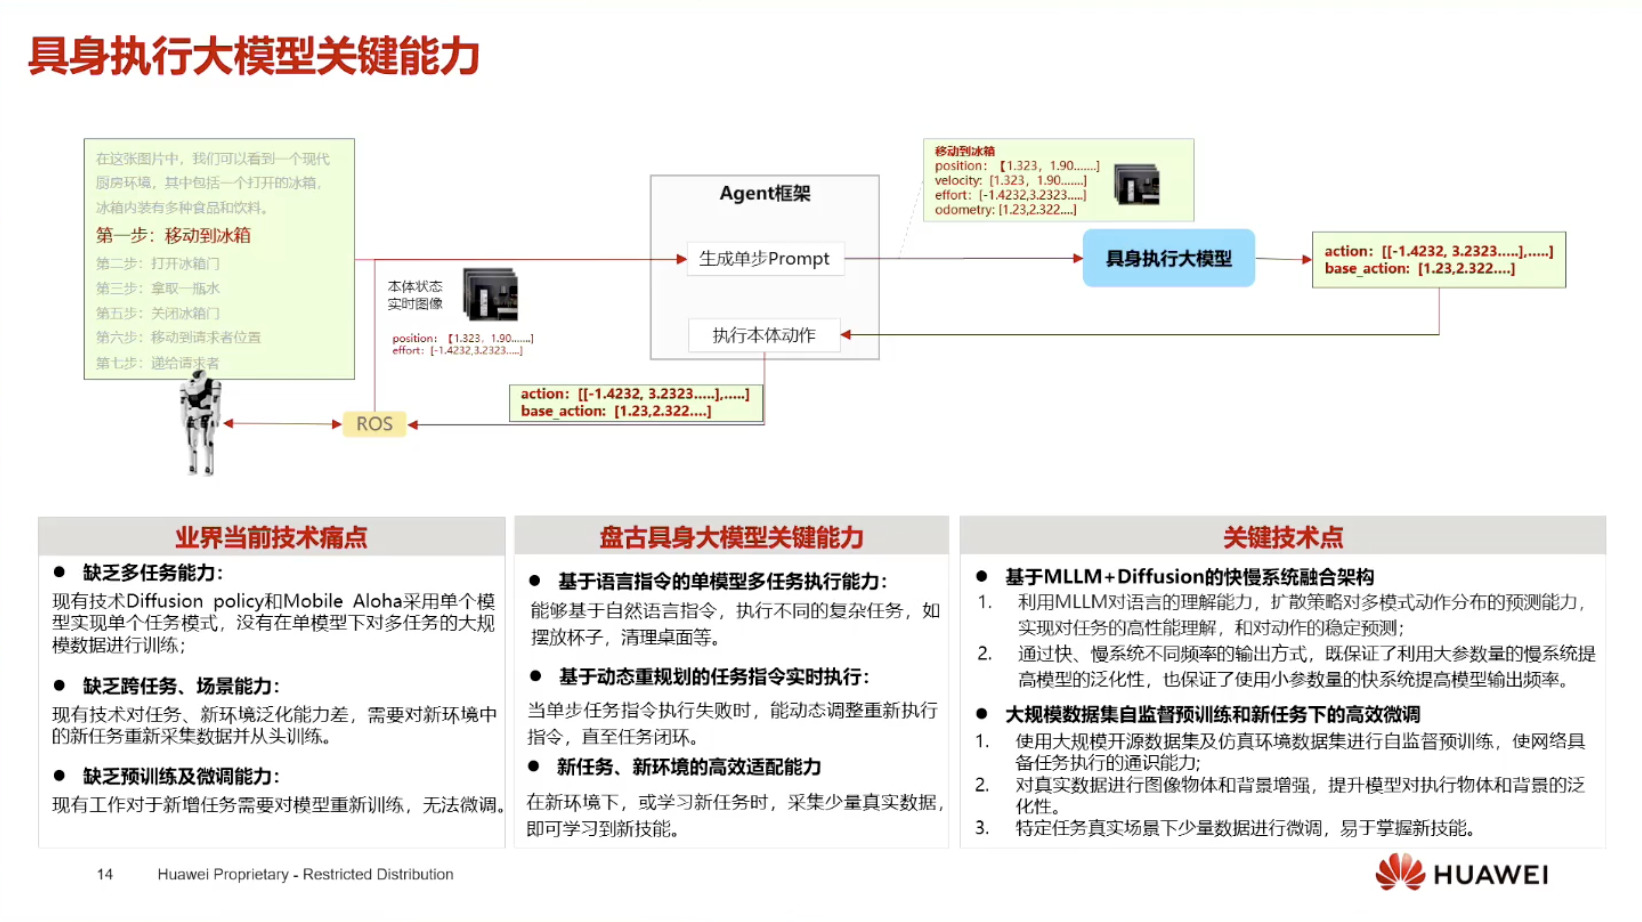 具身执行大模型关键能力
在这张图片中，我们可以看到一个现代
厨房环境，其中包括一个打开的冰箱，
冰箱内装有多种食品和饮料。
第一步：移动到冰箱
第二步：打开冰箱门
第三步：拿取一瓶水
第五步：关闭冰箱门
第六步：移动到请求者位置
第七步：递给请求者
本体状态
实时图像
position：【1.323，1.90.......]
effort：[-1.4232,3.2323.....]
ROS
action：[[-1.4232, 3.2323.....],.....]
base_action：[1.23,2.322....]
Agent框架
生成单步Prompt
执行本体动作
移动到冰箱
position：【1.323，1.90.......]
velocity:［1.323，1.90.......]
effort：[-1.4232,3.2323.....]
odometry: [1.23,2.322....]
具身执行大模型
action：[[-1.4232, 3.2323.....],.....]
base_action：[1.23,2.322....]
业界当前技术痛点
● 缺乏多任务能力：
现有技术Diffusion policy和Mobile Aloha采用单个模
型实现单个任务模式，没有在单模型下对多任务的大规
模数据进行训练；
● 缺乏跨任务、场景能力：
现有技术对任务、新环境泛化能力差，需要对新环境中
的新任务重新采集数据并从头训练。
● 缺乏预训练及微调能力：
现有工作对于新增任务需要对模型重新训练，无法微调。
盘古具身大模型关键能力
● 基于语言指令的单模型多任务执行能力：
能够基于自然语言指令，执行不同的复杂任务，如
摆放杯子，清理桌面等。
● 基于动态重规划的任务指令实时执行：
当单步任务指令执行失败时，能动态调整重新执行
指令，直至任务闭环。
● 新任务、新环境的高效适配能力
在新环境下，或学习新任务时，采集少量真实数据，
即可学习到新技能。
关键技术点
● 基于MLLM+Diffusion的快慢系统融合架构
1. 利用MLLM对语言的理解能力，扩散策略对多模式动作分布的预测能力，
实现对任务的高性能理解，和对动作的稳定预测；
2. 通过快、慢系统不同频率的输出方式，既保证了利用大参数量的慢系统提
高模型的泛化性，也保证了使用小参数量的快系统提高模型输出频率。
● 大规模数据集自监督预训练和新任务下的高效微调
1. 使用大规模开源数据集及仿真环境数据集进行自监督预训练，使网络具
备任务执行的通识能力；
2. 对真实数据进行图像物体和背景增强，提升模型对执行物体和背景的泛
化性。
3. 特定任务真实场景下少量数据进行微调，易于掌握新技能。
14
Huawei Proprietary - Restricted Distribution
HUAWEI